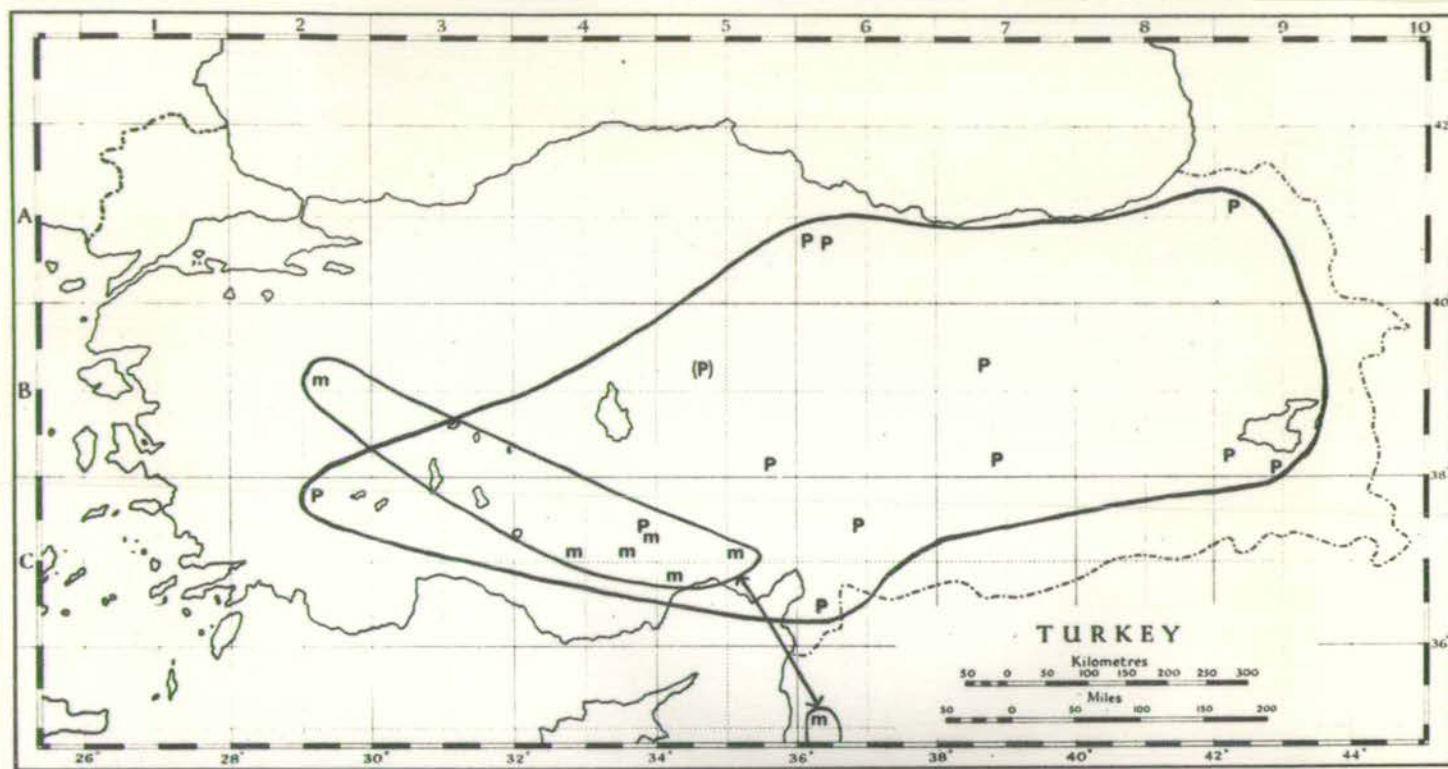 1 2 3 4 5 6 7 8 9 10
42
A
P P P
40
P
(P)
B
m
P P P P
38
P
P P
m
m m m
C
m
P
TURKEY
36
Kilometres
50 0 50 100 150 200 250 300
Miles
50 0 50 100 150 200
m
26° 28° 30° 32° 34° 36° 38° 40° 42° 44°